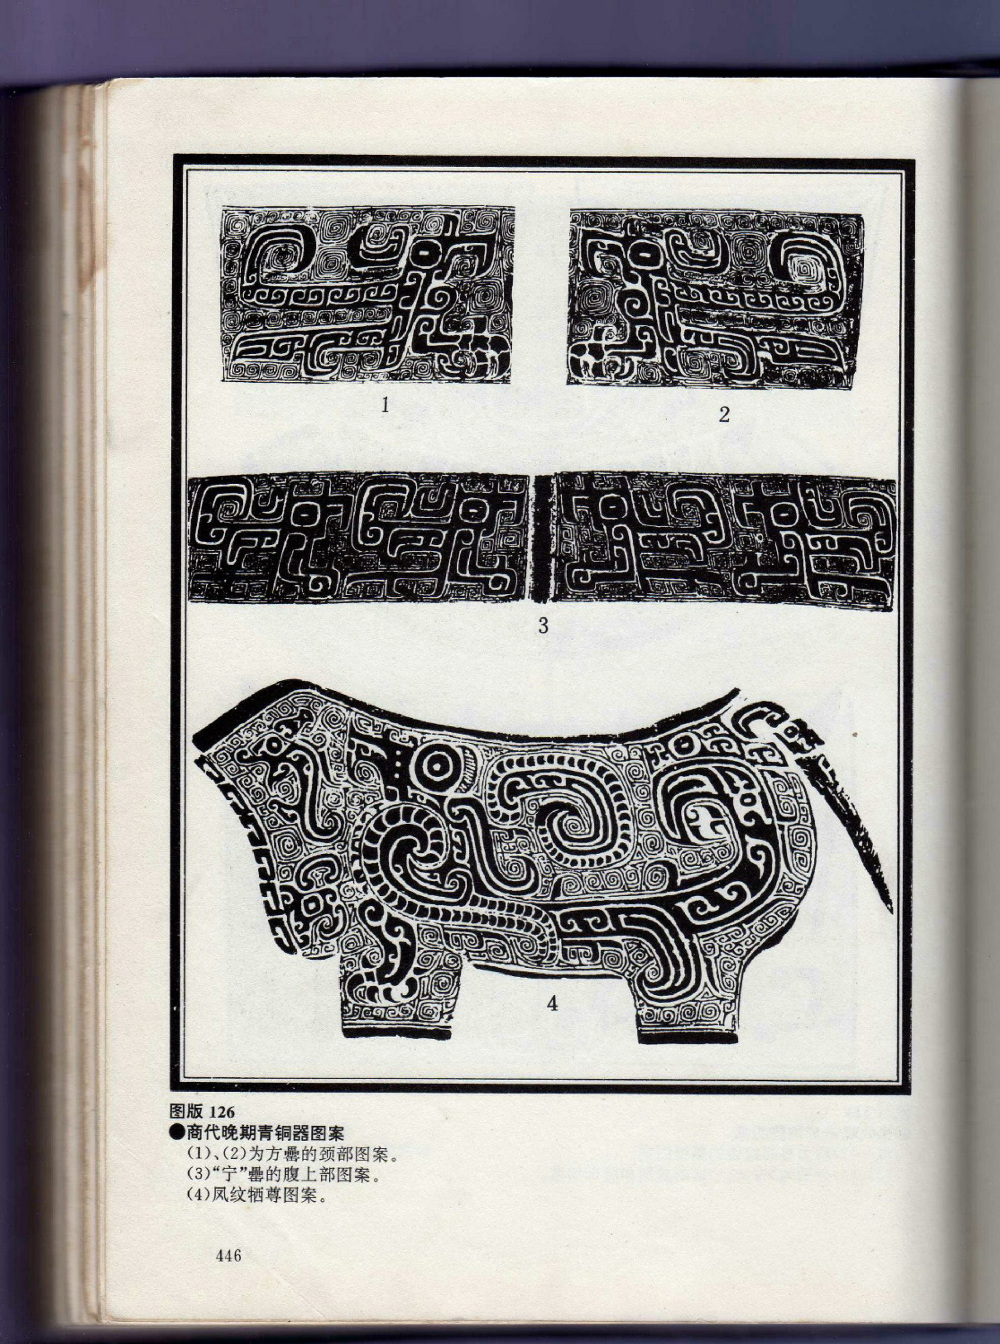 1
2
3
4
图版 126
●商代晚期青铜器图案
(1)、(2)为方罍的颈部图案。
(3)“宁”罍的腹上部图案。
(4)凤纹牺尊图案。
446